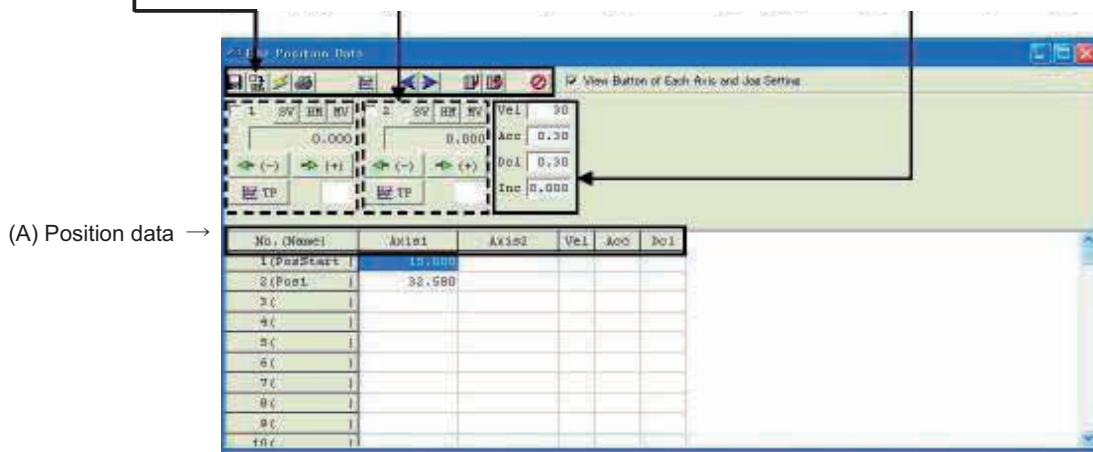 Edit Position Data
View Button of Each Axis and Jog Setting
1 SV HM MV 2 SV HM MV Vel 30
0.000 0.000 Acc 0.30
(-) (+) (-) (+) Dcl 0.30
TP TP Inc 0.000
(A) Position data →
No.(Name) Axis1 Axis2 Vel Acc Dcl
1(PosStart ) 15.000
2(Pos1 ) 32.580
3( )
4( )
5( )
6( )
7( )
8( )
9( )
10( )